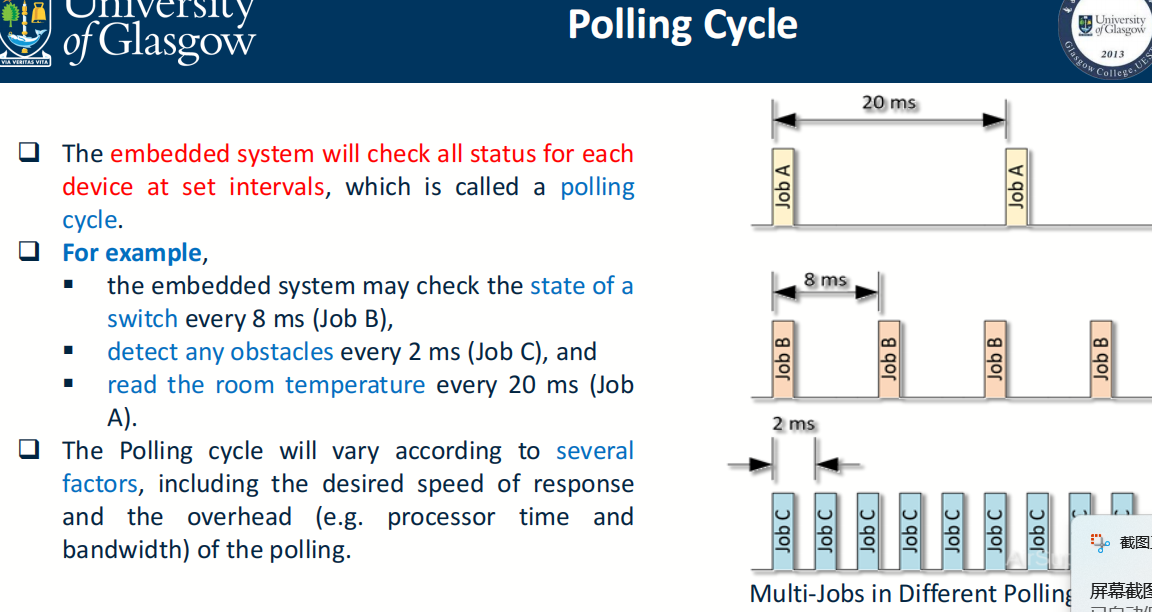 University
of Glasgow
VIA VERITAS VITA
Polling Cycle
University
of Glasgow
2013
Glasgow College, UES
The embedded system will check all status for each
device at set intervals, which is called a polling
cycle.
For example,
the embedded system may check the state of a
switch every 8 ms (Job B),
detect any obstacles every 2 ms (Job C), and
read the room temperature every 20 ms (Job
A).
The Polling cycle will vary according to several
factors, including the desired speed of response
and the overhead (e.g. processor time and
bandwidth) of the polling.
20 ms
Job A
Job A
8 ms
Job B
Job B
Job B
Job B
2 ms
Job C
Job C
Job C
Job C
Job C
Job C
Job C
C
C
Multi-Jobs in Different Polling
截图
屏幕截图